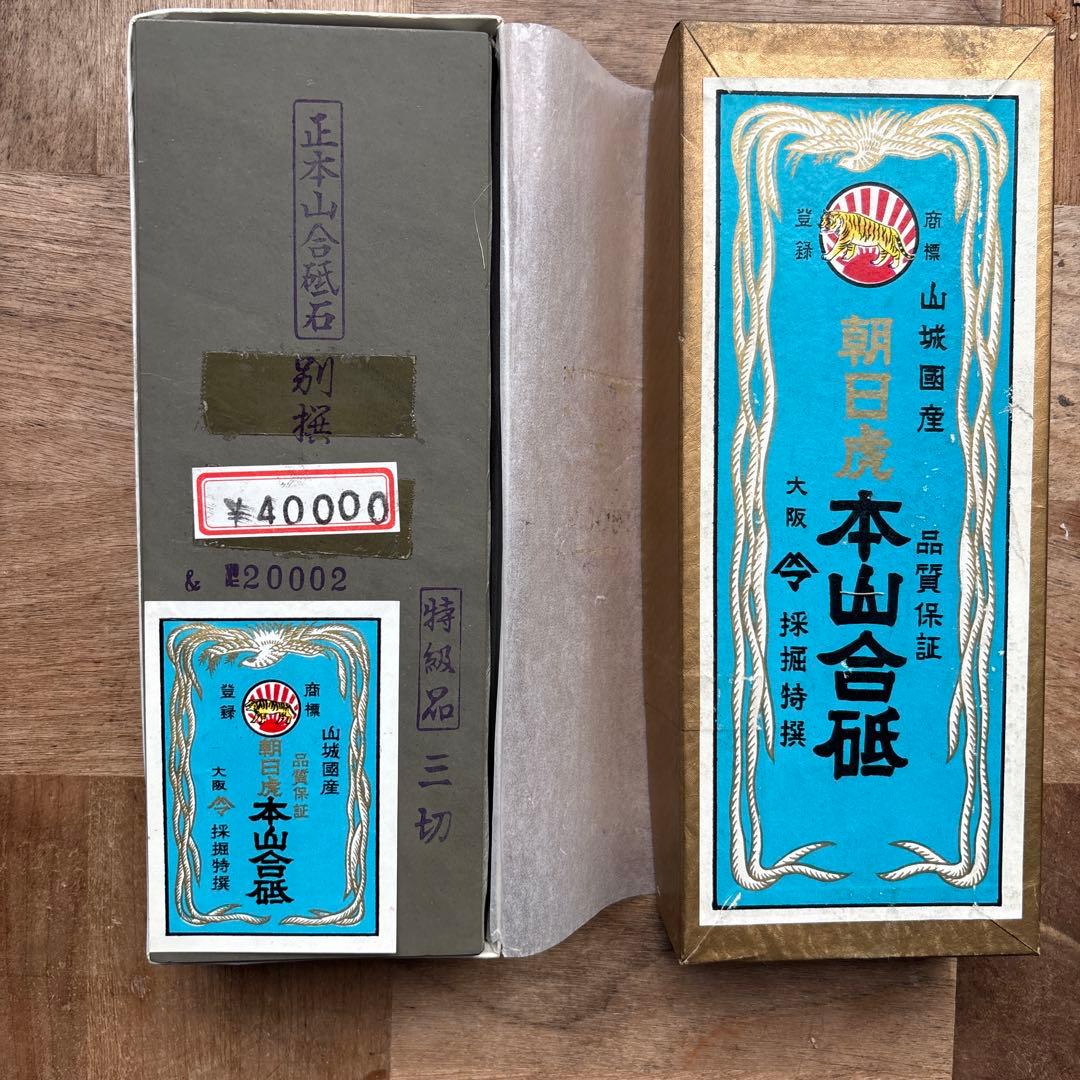 正本山合砥石
別撰
¥40000
& 20002
特級品
三切
商標
登録
山城國産
朝日虎
品質保証
本山合砥
大阪
採掘特撰
商標
登録
山城國産
朝日虎
品質保証
本山合砥
大阪
採掘特撰